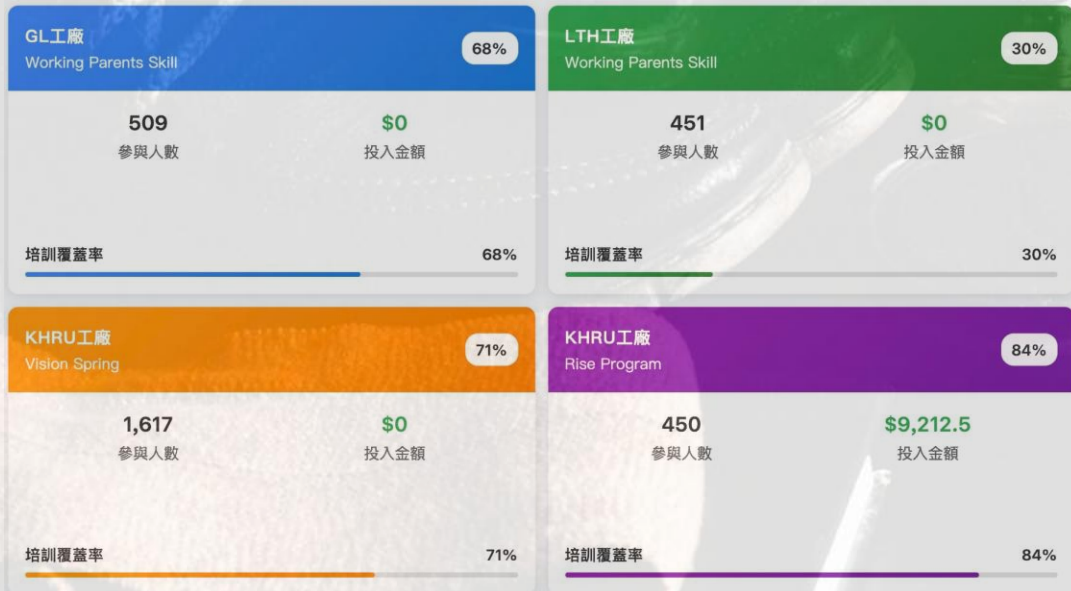 GL工廠
Working Parents Skill
68%
509
參與人數
$0
投入金額
培訓覆蓋率
68%
LTH工廠
Working Parents Skill
30%
451
參與人數
$0
投入金額
培訓覆蓋率
30%
KHRU工廠
Vision Spring
71%
1,617
參與人數
$0
投入金額
培訓覆蓋率
71%
KHRU工廠
Rise Program
84%
450
參與人數
$9,212.5
投入金額
培訓覆蓋率
84%